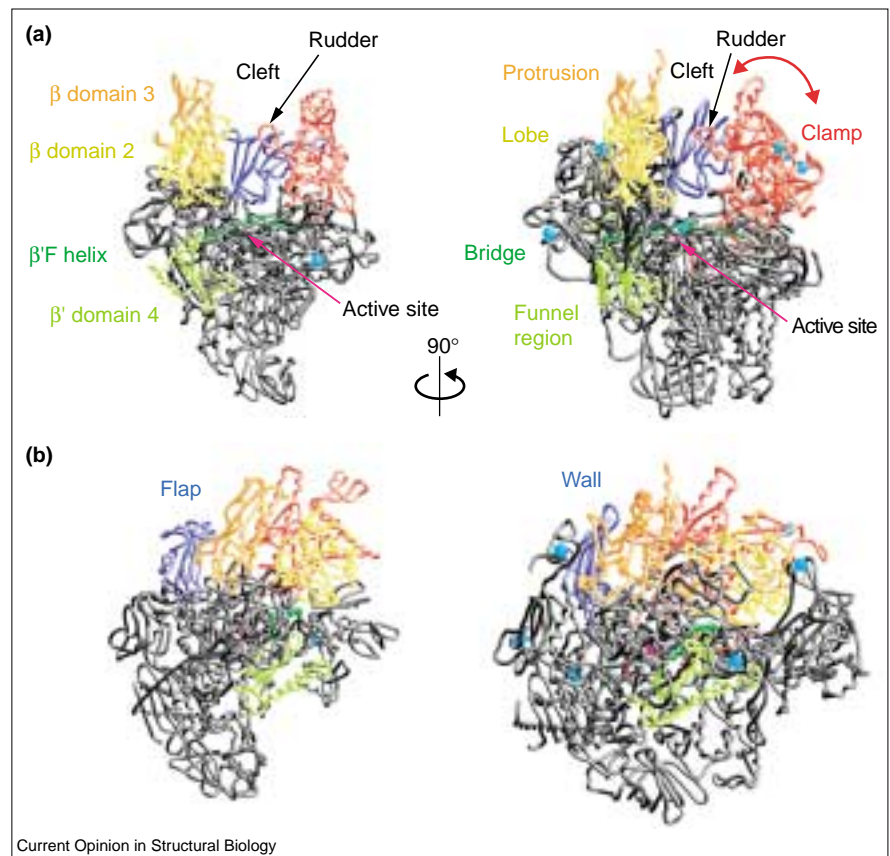 (a)
Rudder
Cleft
β domain 3
β domain 2
β'F helix
β' domain 4
Active site
Rudder
Protrusion
Cleft
Lobe
Clamp
Bridge
Funnel
region
Active site
90°
(b)
Flap
Wall
Current Opinion in Structural Biology